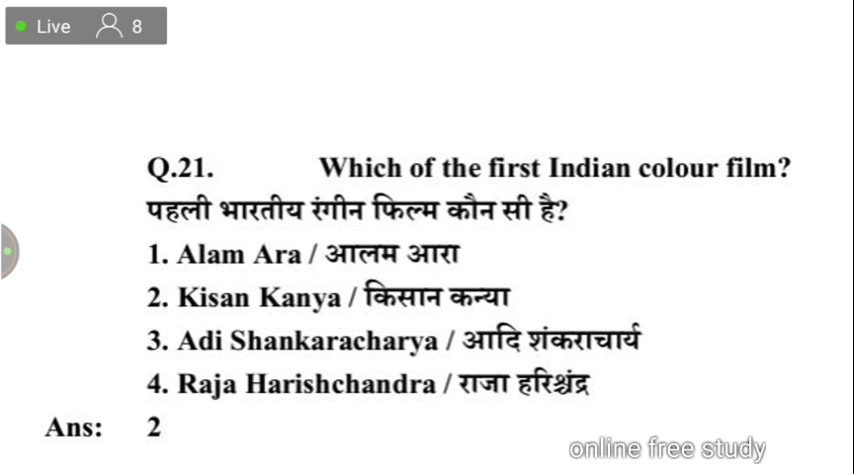 Live 8
Q.21. Which of the first Indian colour film?
पहली भारतीय रंगीन फिल्म कौन सी है?
1. Alam Ara / आलम आरा
2. Kisan Kanya / किसान कन्या
3. Adi Shankaracharya / आदि शंकराचार्य
4. Raja Harishchandra / राजा हरिश्चंद्र
Ans: 2
online free study